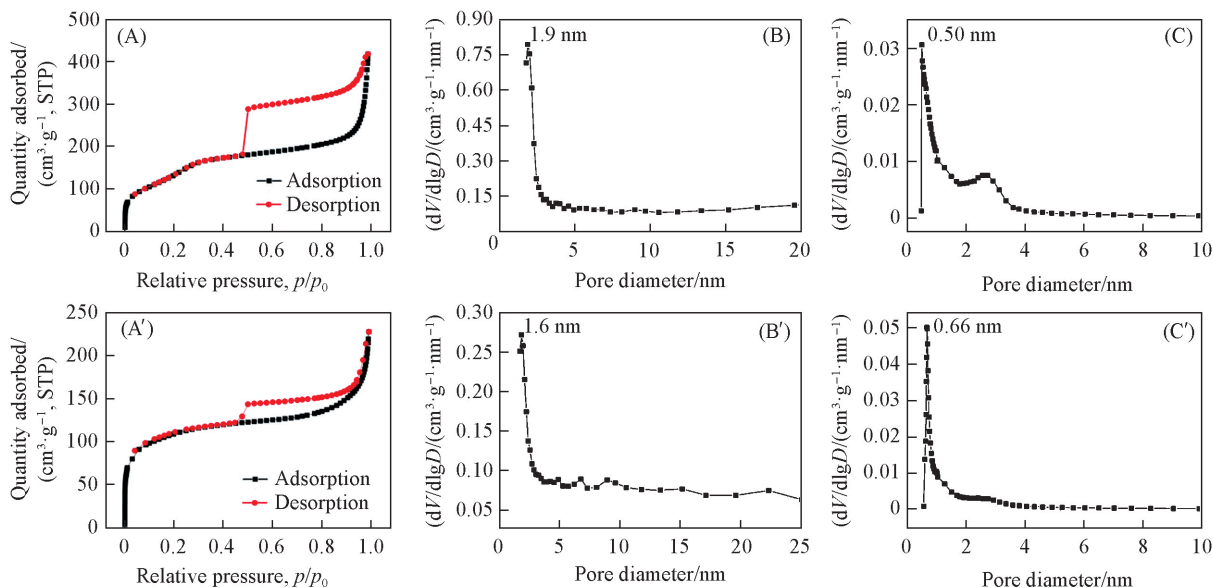 500
400
300
200
100
0
0
0.2
0.4
0.6
0.8
1.0
Quantity adsorbed/
(cm³·g⁻¹, STP)
Relative pressure, p/p₀
(A)
Adsorption
Desorption
0.90
0.75
0.60
0.45
0.30
0.15
0
5
10
15
20
(dV/dlgD/(cm³·g⁻¹·nm⁻¹)
Pore diameter/nm
1.9 nm
(B)
0.03
0.02
0.01
0
0
2
4
6
8
10
(dV/dlgD/(cm³·g⁻¹·nm⁻¹)
Pore diameter/nm
0.50 nm
(C)
250
200
150
100
50
0
0
0.2
0.4
0.6
0.8
1.0
Quantity adsorbed/
(cm³·g⁻¹, STP)
Relative pressure, p/p₀
(A′)
Adsorption
Desorption
0.30
0.25
0.20
0.15
0.10
0.05
0
5
10
15
20
25
(dV/dlgD/(cm³·g⁻¹·nm⁻¹)
Pore diameter/nm
1.6 nm
(B′)
0.05
0.04
0.03
0.02
0.01
0
0
2
4
6
8
10
(dV/dlgD/(cm³·g⁻¹·nm⁻¹)
Pore diameter/nm
0.66 nm
(C′)